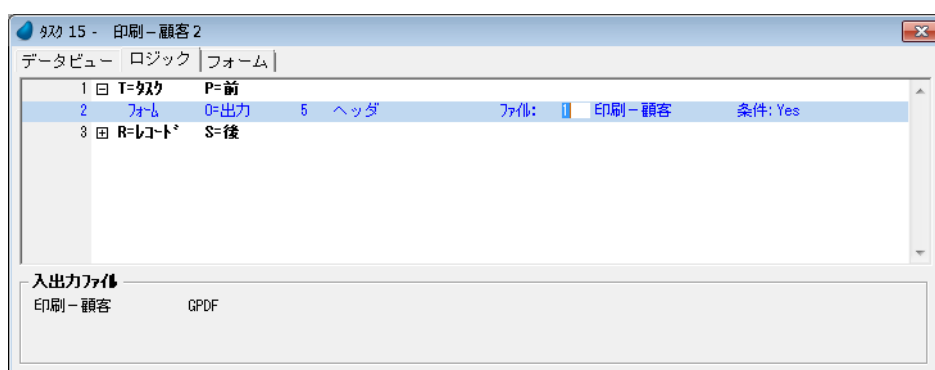 ﾀｽｸ 15 - 印刷－顧客２
データビュー ロジック フォーム
1 T=ﾀｽｸ P=前
2 ﾌｫｰﾑ O=出力 5 ヘッダ ﾌｧｲﾙ: 1 印刷－顧客 条件: Yes
3 R=ﾚｺｰﾄﾞ S=後
入出力ﾌｧｲﾙ
印刷－顧客 GPDF